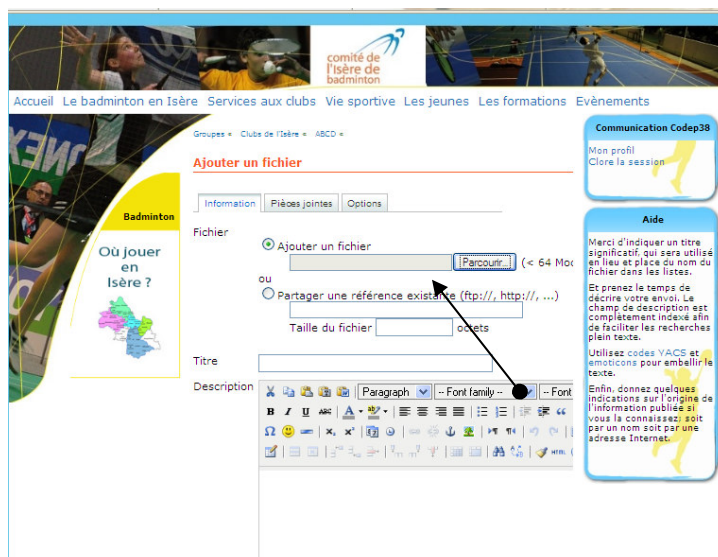 comité de
l'Isère de
badminton
Accueil Le badminton en Isère Services aux clubs Vie sportive Les jeunes Les formations Evènements
Groupes « Clubs de l'Isère « ABCD «
Ajouter un fichier
Information Pièces jointes Options
Fichier
Ajouter un fichier
Parcourir... (< 64 Moc
ou
Partager une référence existante (ftp://, http://, ...)
Taille du fichier octets
Titre
Description
Paragraph -- Font family -- -- Font
B I U ABC A ab
HTML
YONEX
Badminton
Où jouer
en
Isère ?
Communication Codep38
Mon profil
Clore la session
Aide
Merci d'indiquer un titre
significatif, qui sera utilisé
en lieu et place du nom du
fichier dans les listes.
Et prenez le temps de
décrire votre envoi. Le
champ de description est
complètement indexé afin
de faciliter les recherches
plein texte.
Utilisez codes YACS et
emoticons pour embellir le
texte.
Enfin, donnez quelques
indications sur l'origine de
l'information publiée si
vous la connaissez, soit
par un nom soit par une
adresse Internet.